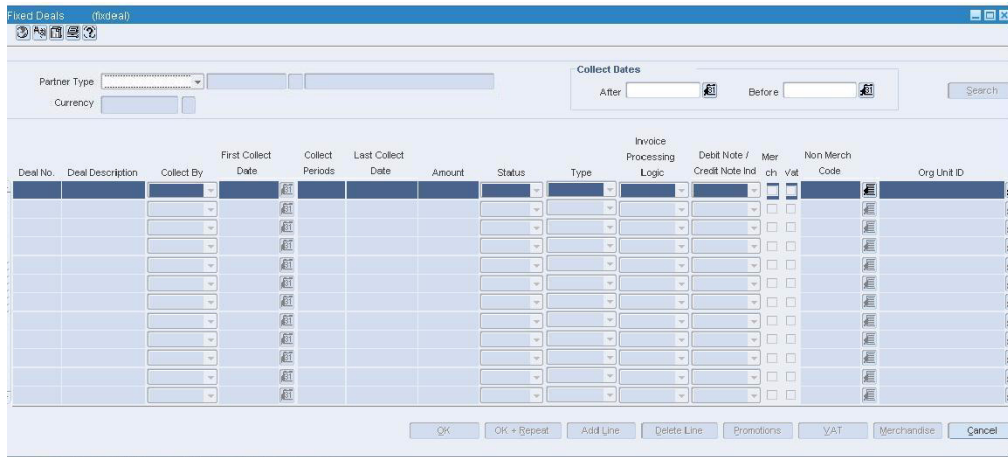 Fixed Deals (fixdeal)
Collect Dates
Partner Type
After
Before
Search
Currency
Deal No.
Deal Description
Collect By
First Collect
Date
Collect
Periods
Last Collect
Date
Amount
Status
Type
Invoice
Processing
Logic
Debit Note /
Credit Note Ind
Mer
ch
Vat
Non Merch
Code
Org Unit ID
OK
OK + Repeat
Add Line
Delete Line
Promotions
VAT
Merchandise
Cancel